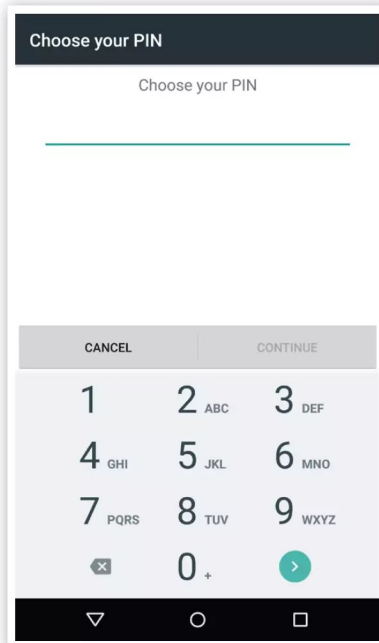 Choose your PIN
Choose your PIN
CANCEL CONTINUE
1 2 ABC 3 DEF
4 GHI 5 JKL 6 MNO
7 PQRS 8 TUV 9 WXYZ
0 +